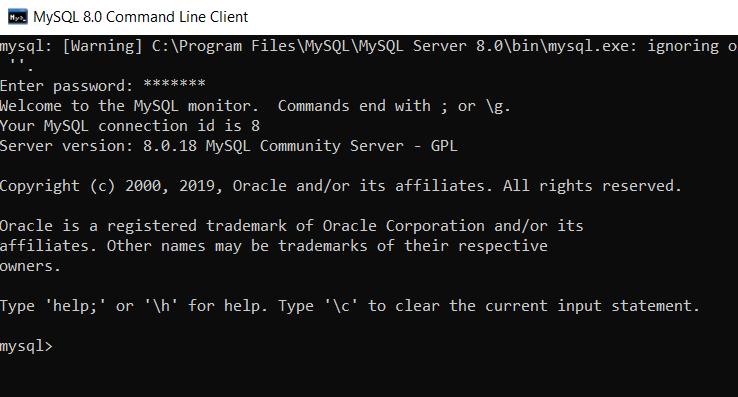 MySQL 8.0 Command Line Client
mysql: [Warning] C:\Program Files\MySQL\MySQL Server 8.0\bin\mysql.exe: ignoring o
 ''.
Enter password: *******
Welcome to the MySQL monitor.  Commands end with ; or \g.
Your MySQL connection id is 8
Server version: 8.0.18 MySQL Community Server - GPL
Copyright (c) 2000, 2019, Oracle and/or its affiliates. All rights reserved.
Oracle is a registered trademark of Oracle Corporation and/or its
affiliates. Other names may be trademarks of their respective
owners.
Type 'help;' or '\h' for help. Type '\c' to clear the current input statement.
mysql>